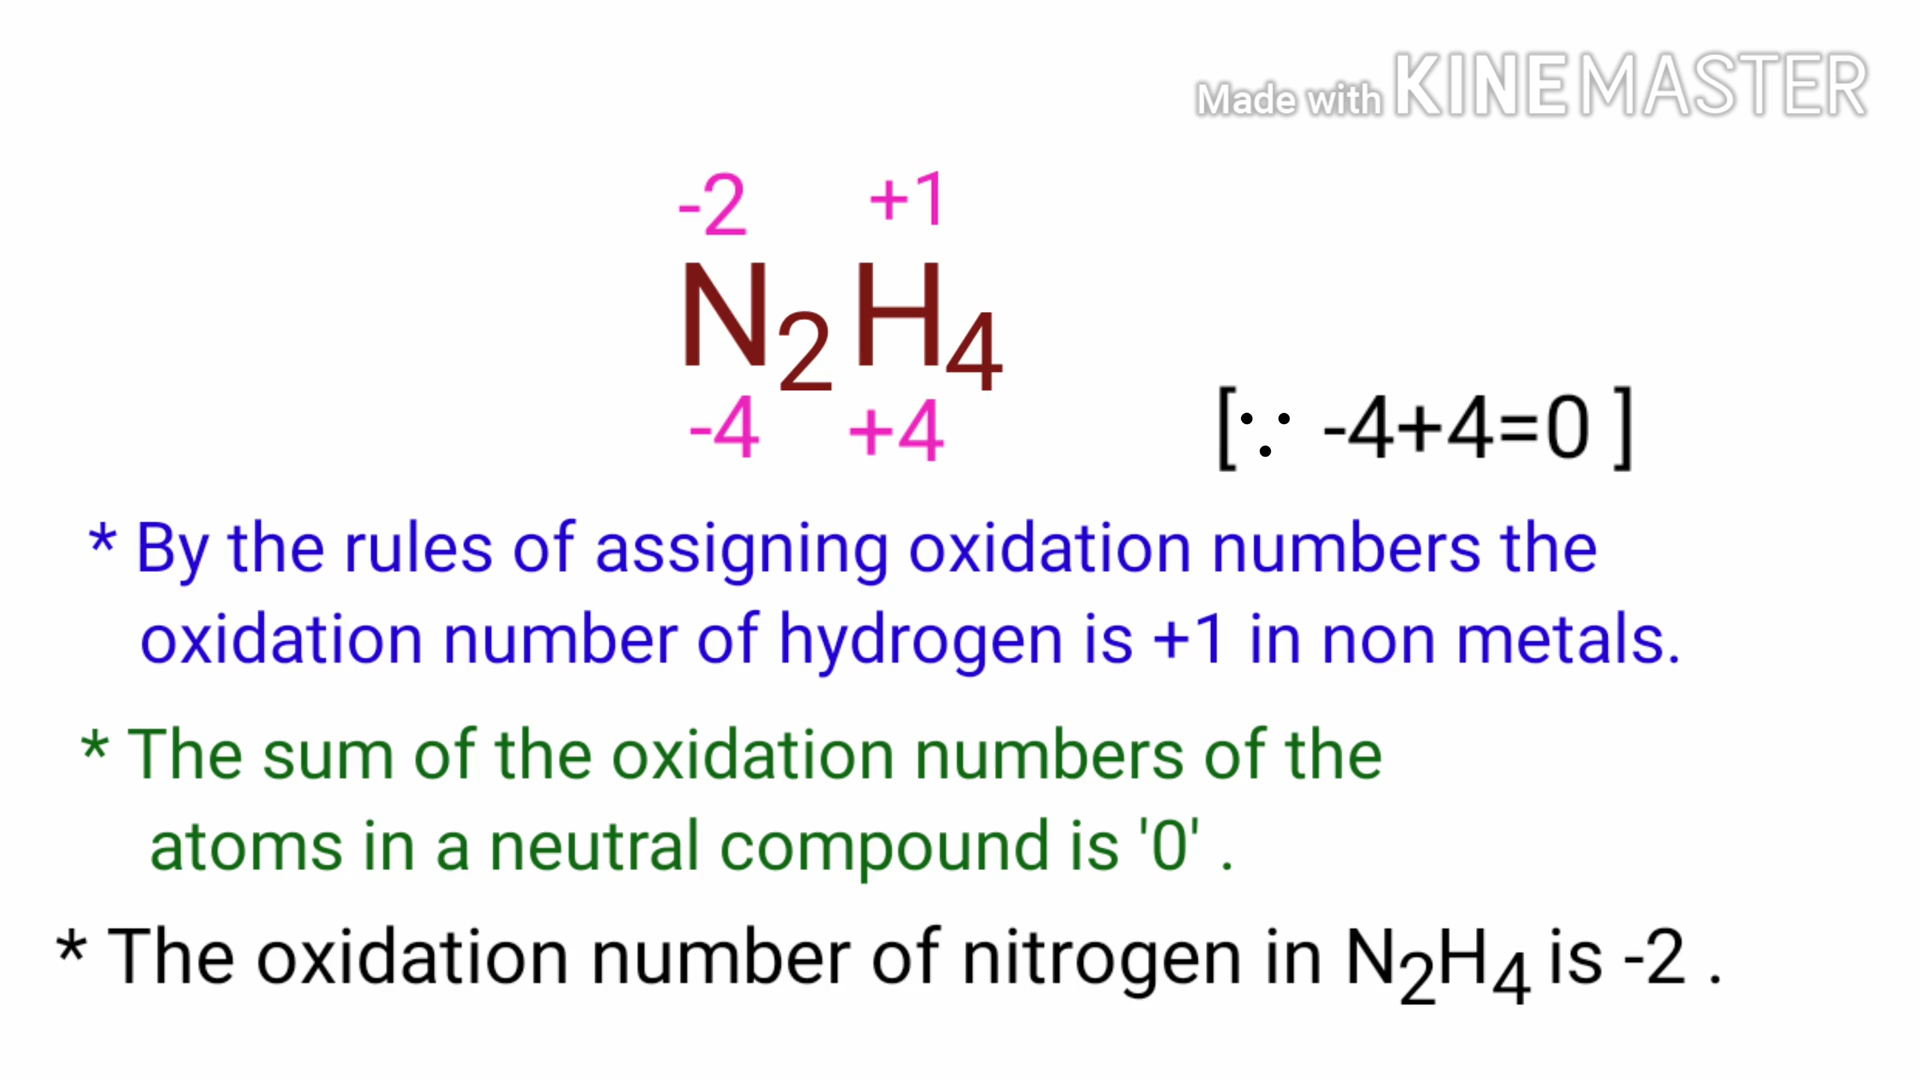 Made with KINEMASTER
-2 +1
N₂H₄
-4 +4
[∵ -4+4=0 ]
* By the rules of assigning oxidation numbers the
oxidation number of hydrogen is +1 in non metals.
* The sum of the oxidation numbers of the
atoms in a neutral compound is '0' .
* The oxidation number of nitrogen in N₂H₄ is -2 .